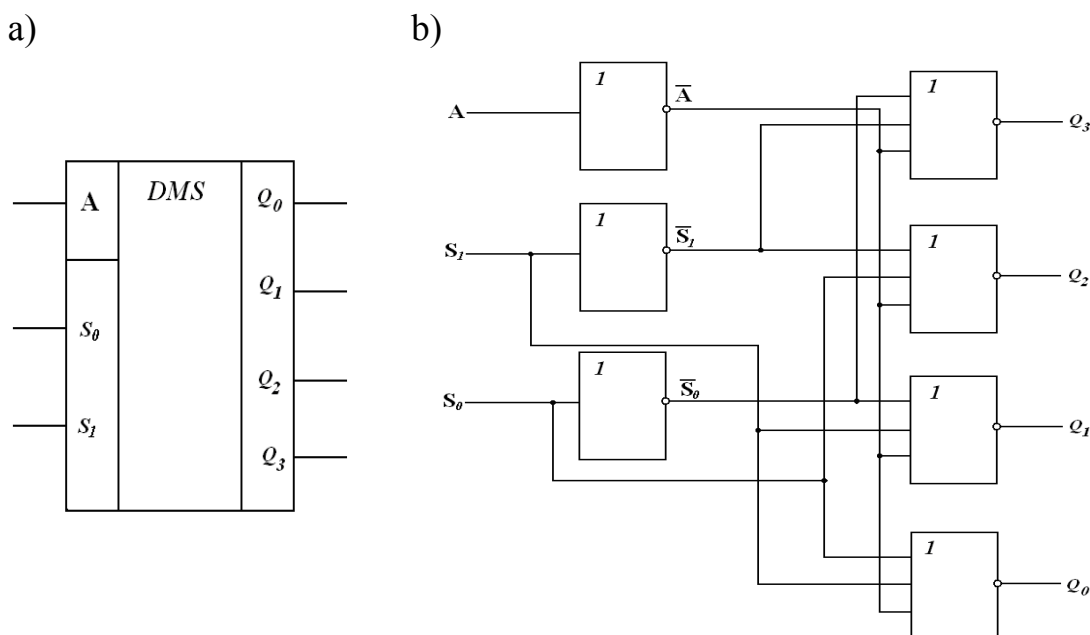 a)
A
DMS
Q₀
Q₁
S₀
Q₂
S₁
Q₃
b)
1
A
A̅
1
Q₃
1
S₁
S̅₁
1
Q₂
1
S₀
S̅₀
1
Q₁
1
Q₀